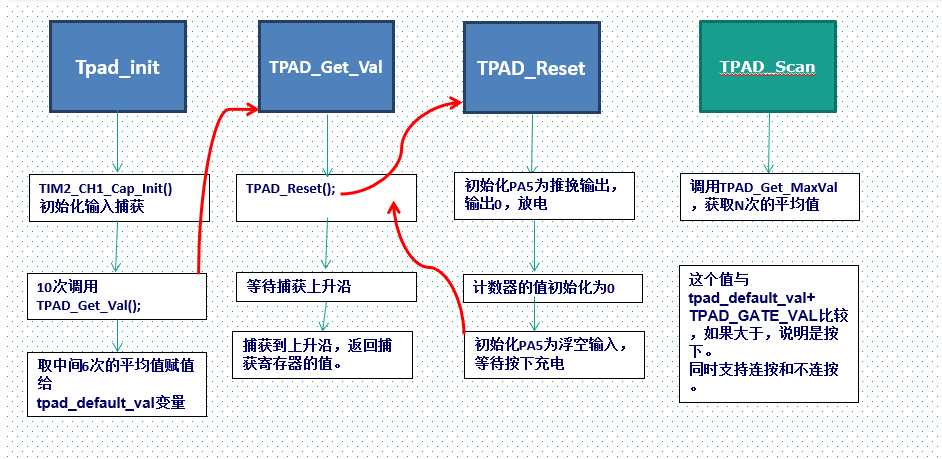 Tpad_init
TIM2_CH1_Cap_Init()
初始化输入捕获
10次调用
TPAD_Get_Val();
取中间6次的平均值赋值
给
tpad_default_val变量
TPAD_Get_Val
TPAD_Reset();
等待捕获上升沿
捕获到上升沿，返回捕
获寄存器的值。
TPAD_Reset
初始化PA5为推挽输出，
输出0，放电
计数器的值初始化为0
初始化PA5为浮空输入，
等待按下充电
TPAD_Scan
调用TPAD_Get_MaxVal
，获取N次的平均值
这个值与
tpad_default_val+
TPAD_GATE_VAL比较
，如果大于，说明是按
下。
同时支持连按和不连按
。